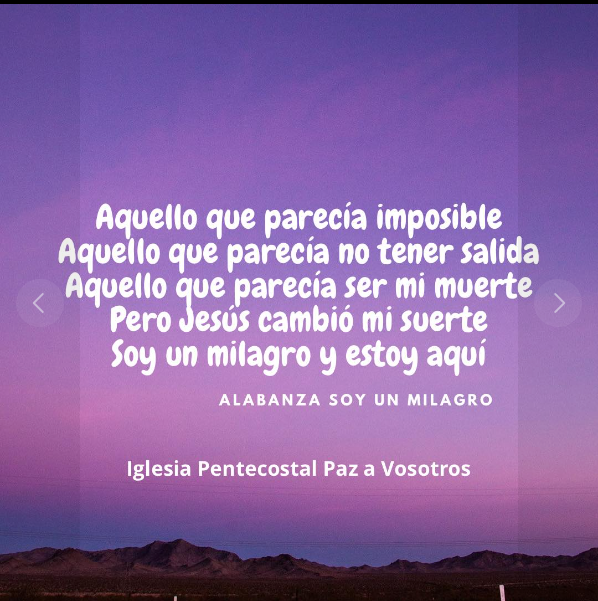 Aquello que parecía imposible
Aquello que parecía no tener salida
Aquello que parecía ser mi muerte
Pero Jesús cambió mi suerte
Soy un milagro y estoy aquí
ALABANZA SOY UN MILAGRO
Iglesia Pentecostal Paz a Vosotros